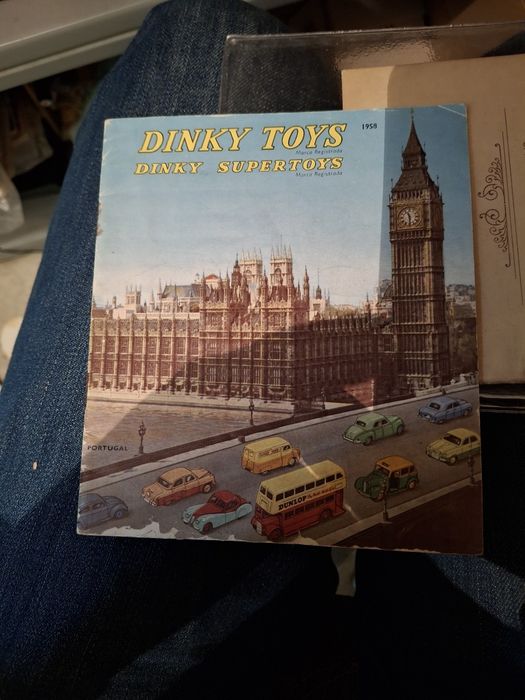 DINKY TOYS
Marca Registrada
1958
DINKY SUPERTOYS
Marca Registrada
PORTUGAL
DUNLOP